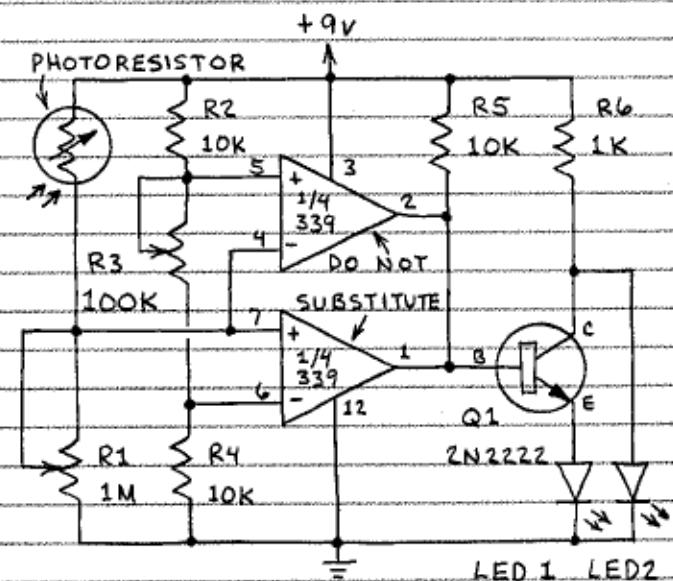 +9V
PHOTORESISTOR
R2
10K
R5
10K
R6
1K
5
+
3
1/4
339
2
4
-
DO NOT
R3
100K
SUBSTITUTE
7
+
1/4
339
1
B
C
6
-
12
E
Q1
R1
1M
R4
10K
2N2222
LED 1
LED2